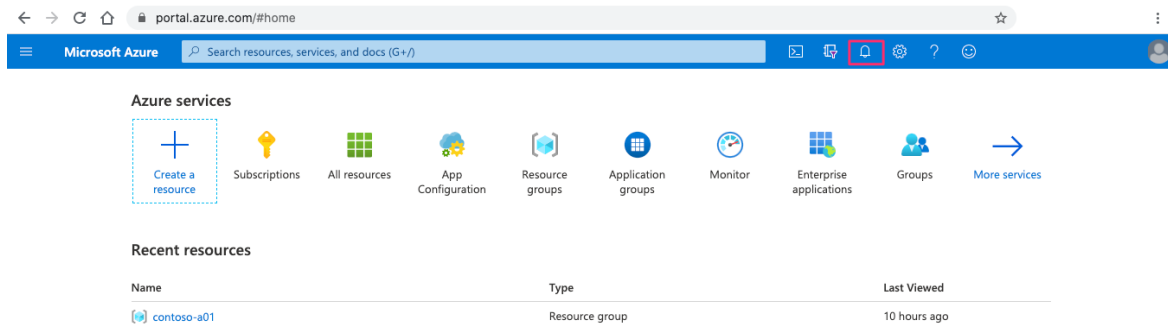 portal.azure.com/#home
Microsoft Azure Search resources, services, and docs (G+/)
Azure services
Create a resource
Subscriptions
All resources
App Configuration
Resource groups
Application groups
Monitor
Enterprise applications
Groups
More services
Recent resources
Name Type Last Viewed
contoso-a01 Resource group 10 hours ago